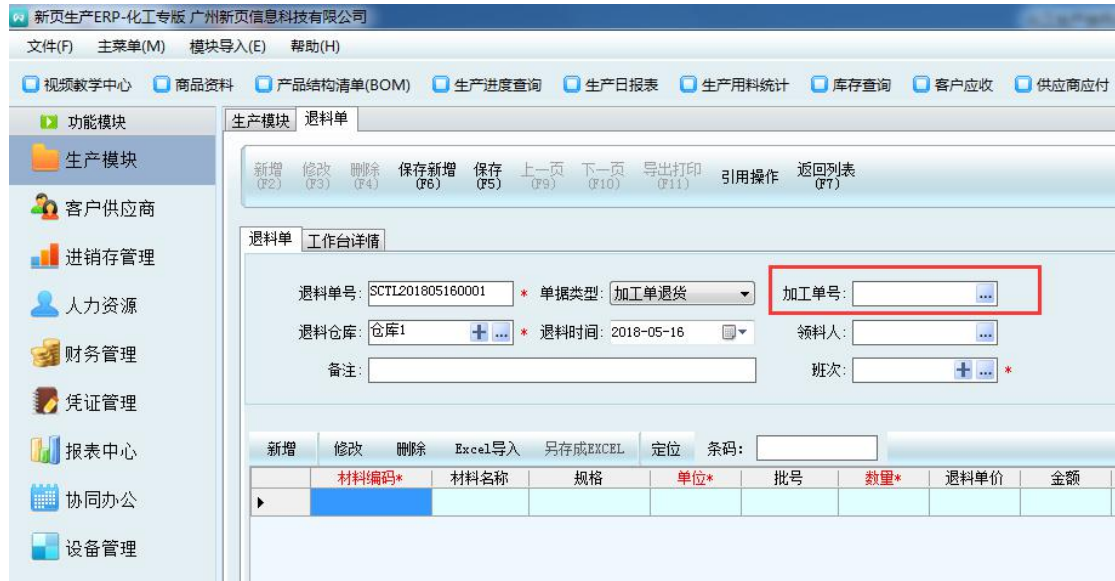 新页生产ERP-化工专版 广州新页信息科技有限公司
文件(F) 主菜单(M) 模块导入(E) 帮助(H)
视频教学中心 商品资料 产品结构清单(BOM) 生产进度查询 生产日报表 生产用料统计 库存查询 客户应收 供应商应付
功能模块
生产模块
客户供应商
进销存管理
人力资源
财务管理
凭证管理
报表中心
协同办公
设备管理
生产模块 退料单
新增(F2) 修改(F3) 删除(F4) 保存新增(F6) 保存(F5) 上一页(F9) 下一页(F10) 导出打印(F11) 引用操作 返回列表(F7)
退料单 工作台详情
退料单号: SCTL201805160001 * 单据类型: 加工单退货 加工单号: ...
退料仓库: 仓库1 + ... * 退料时间: 2018-05-16 领料人: ...
备注: 班次: + ... *
新增 修改 删除 Excel导入 另存成EXCEL 定位 条码:
材料编码* 材料名称 规格 单位* 批号 数量* 退料单价 金额